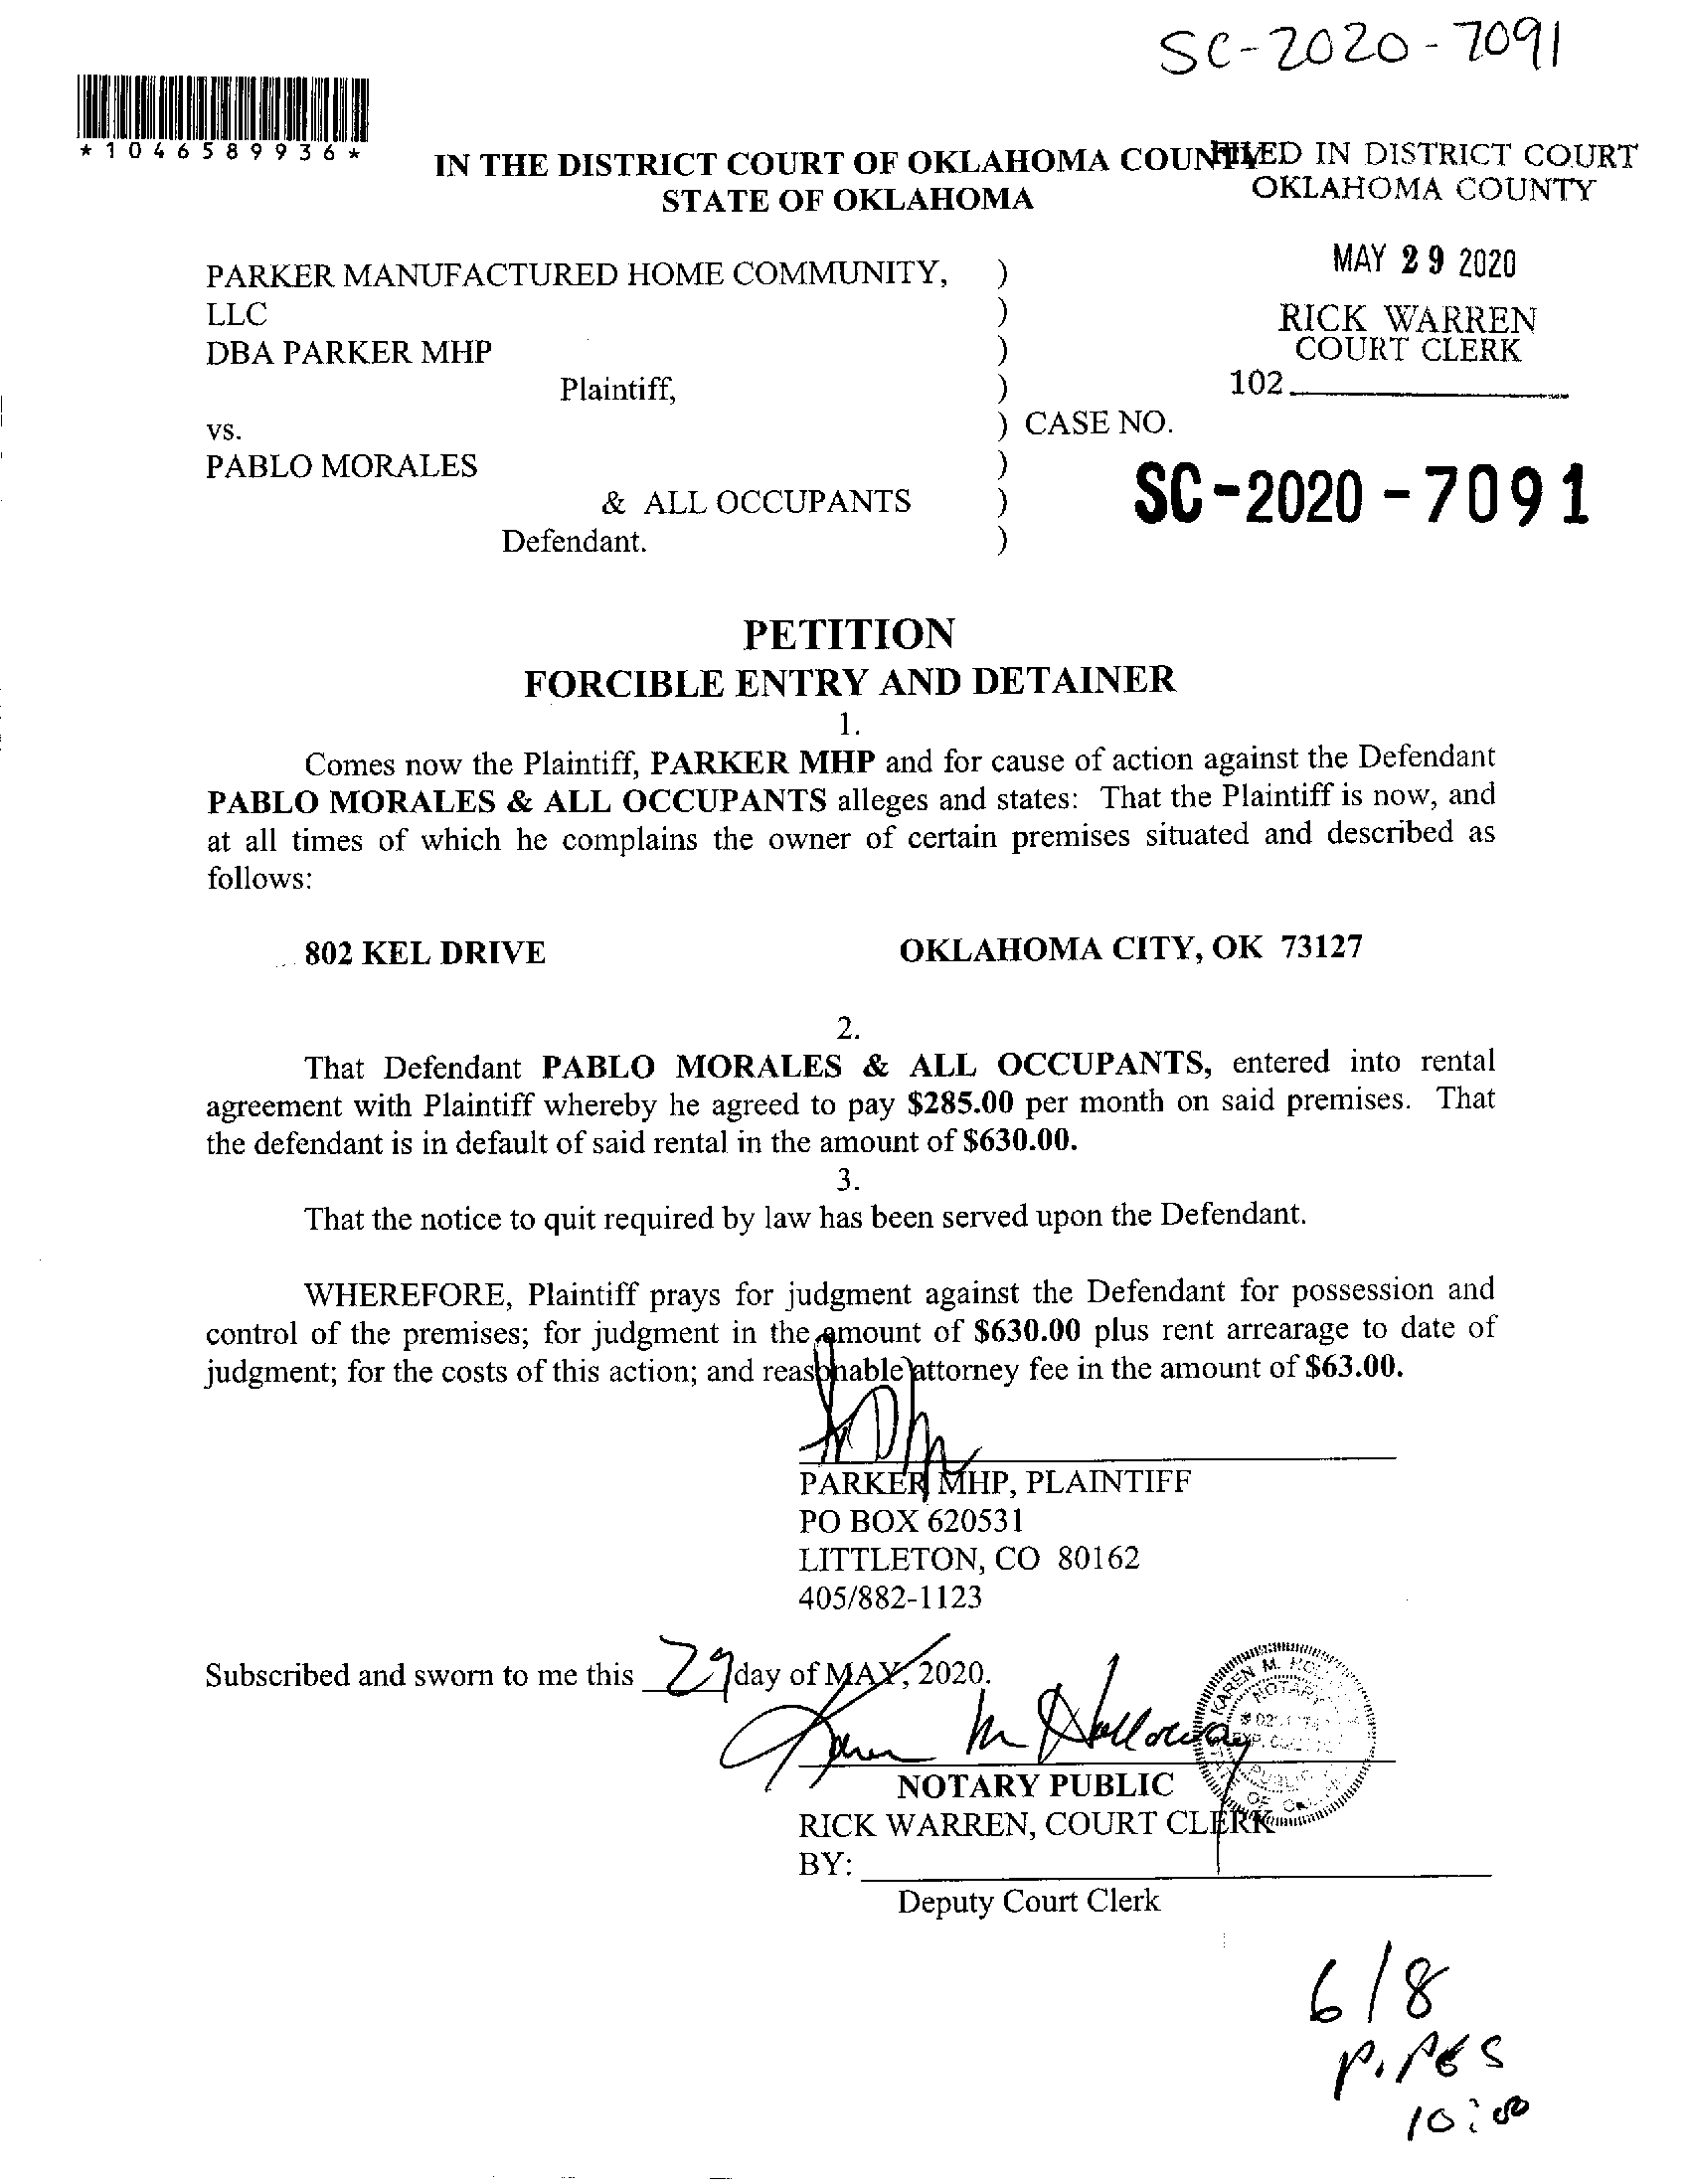 SC-2020-7091
*1046589936*
IN THE DISTRICT COURT OF OKLAHOMA COUNTY
STATE OF OKLAHOMA
FILED IN DISTRICT COURT
OKLAHOMA COUNTY
MAY 29 2020
RICK WARREN
COURT CLERK
102
PARKER MANUFACTURED HOME COMMUNITY, )
LLC )
DBA PARKER MHP )
Plaintiff, )
vs. ) CASE NO.
PABLO MORALES )
SC-2020-7091
& ALL OCCUPANTS )
Defendant. )
PETITION
FORCIBLE ENTRY AND DETAINER
1.
Comes now the Plaintiff, PARKER MHP and for cause of action against the Defendant
PABLO MORALES & ALL OCCUPANTS alleges and states: That the Plaintiff is now, and
at all times of which he complains the owner of certain premises situated and described as
follows:
802 KEL DRIVE OKLAHOMA CITY, OK 73127
2.
That Defendant PABLO MORALES & ALL OCCUPANTS, entered into rental
agreement with Plaintiff whereby he agreed to pay $285.00 per month on said premises. That
the defendant is in default of said rental in the amount of $630.00.
3.
That the notice to quit required by law has been served upon the Defendant.
WHEREFORE, Plaintiff prays for judgment against the Defendant for possession and
control of the premises; for judgment in the amount of $630.00 plus rent arrearage to date of
judgment; for the costs of this action; and reasonable attorney fee in the amount of $63.00.
PARKER MHP, PLAINTIFF
PO BOX 620531
LITTLETON, CO 80162
405/882-1123
Subscribed and sworn to me this 29 day of MAY, 2020.
Karen M Holloway
KAREN M.
NOTARY
PUBLIC
OF
NOTARY PUBLIC
RICK WARREN, COURT CLERK
BY:
Deputy Court Clerk
6/8
10:00